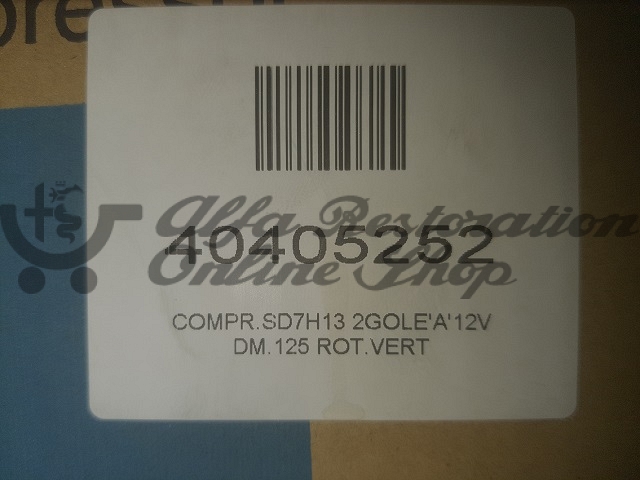 Alfa Restoration
40405252
Online Shop
COMPR.SD7H13 2GOLE'A'12V
DM.125 ROT.VERT